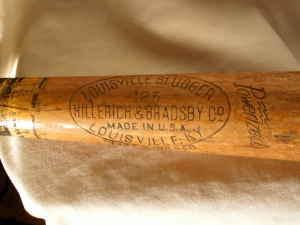 LOUISVILLE SLUGGER
125
HILLERICH & BRADSBY CO
MADE IN U.S.A.
LOUISVILLE.KY.
Powerized